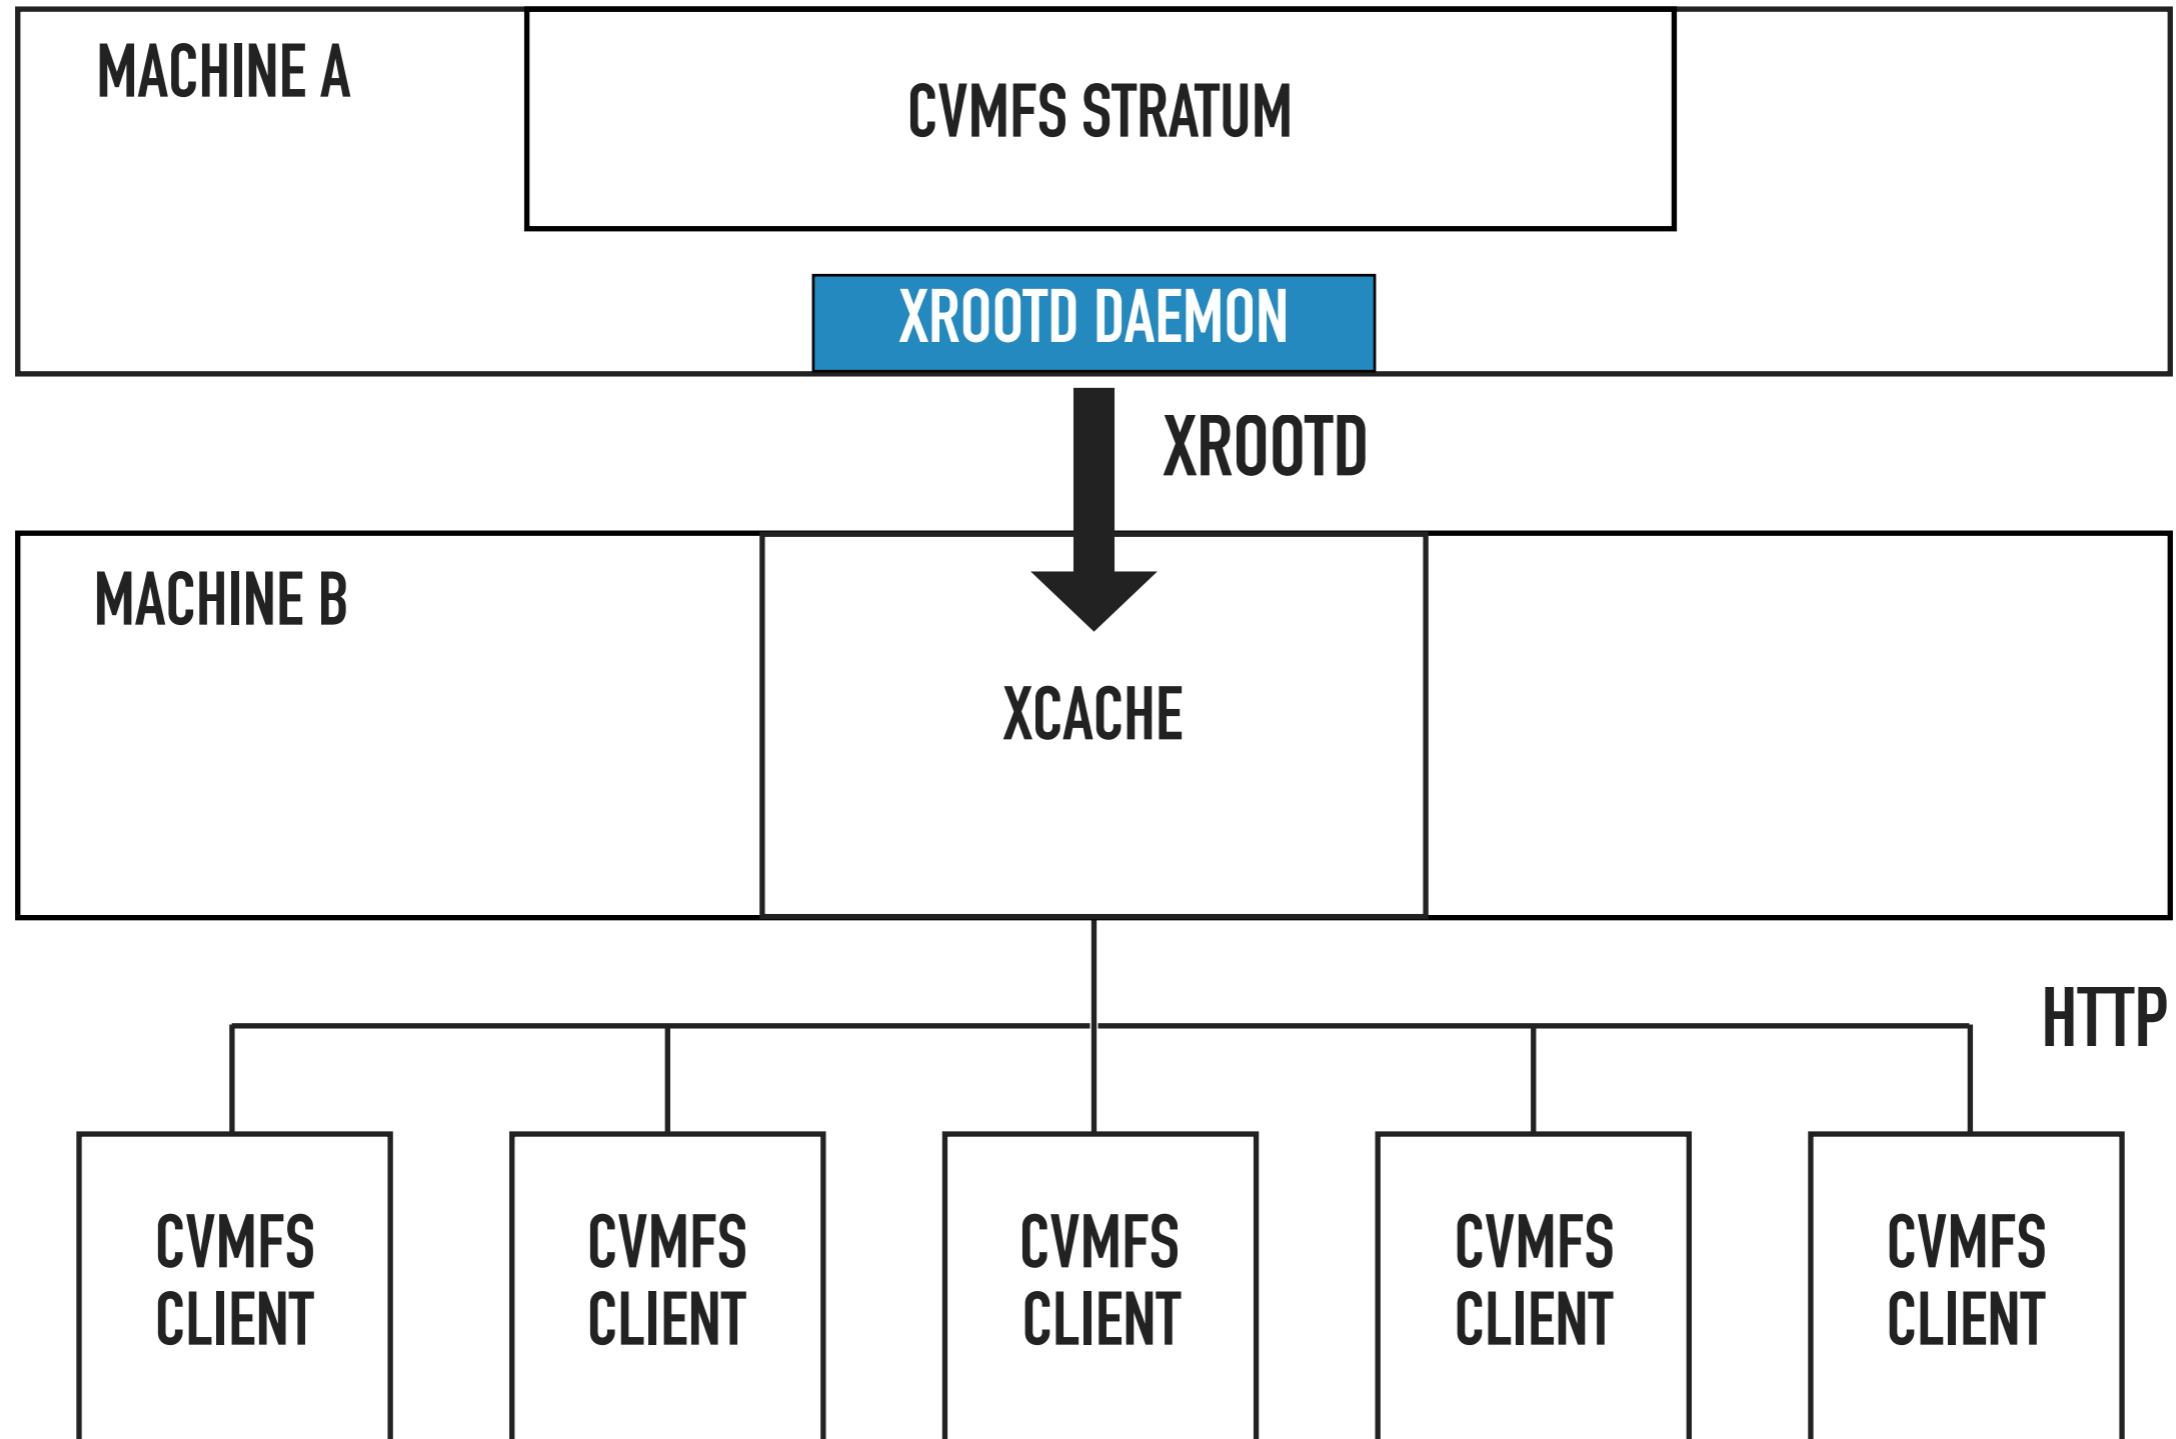 MACHINE A
CVMFS STRATUM
XROOTD DAEMON
XROOTD
MACHINE B
XCACHE
HTTP
CVMFS
CLIENT
CVMFS
CLIENT
CVMFS
CLIENT
CVMFS
CLIENT
CVMFS
CLIENT